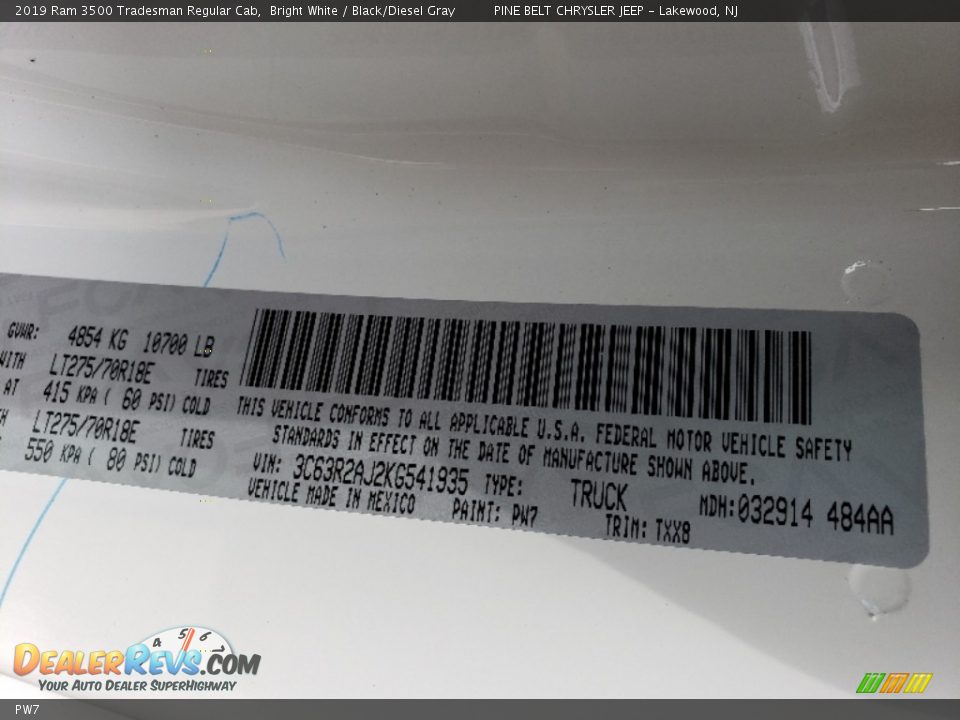 2019 Ram 3500 Tradesman Regular Cab, Bright White / Black/Diesel Gray PINE BELT CHRYSLER JEEP - Lakewood, NJ
GVWR: 4854 KG 10700 LB
WITH LT275/70R18E TIRES
AT 415 KPA ( 60 PSI) COLD
LT275/70R18E TIRES
550 KPA ( 80 PSI) COLD
THIS VEHICLE CONFORMS TO ALL APPLICABLE U.S.A. FEDERAL MOTOR VEHICLE SAFETY
STANDARDS IN EFFECT ON THE DATE OF MANUFACTURE SHOWN ABOVE.
VIN: 3C63R2AJ2KG541935 TYPE: TRUCK MDH:032914 484AA
VEHICLE MADE IN MEXICO PAINT: PW7 TRIM: TXX8
4 5 6
DEALERREVS.COM
YOUR AUTO DEALER SUPERHIGHWAY
PW7